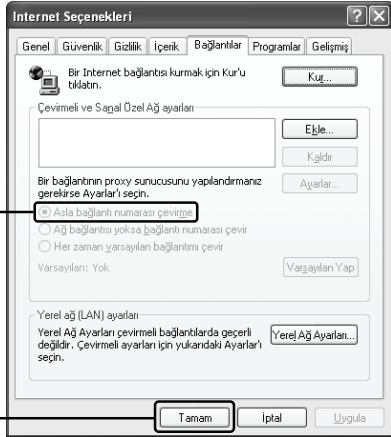 Internet Seçenekleri
Genel Güvenlik Gizlilik İçerik Bağlantılar Programlar Gelişmiş
Bir Internet bağlantısı kurmak için Kur'u
tıklatın.
Kur...
Çevirmeli ve Sanal Özel Ağ ayarları
Ekle...
Kaldır
Bir bağlantının proxy sunucusunu yapılandırmanız
gerekirse Ayarlar'ı seçin.
Ayarlar...
Asla bağlantı numarası çevirme
Ağ bağlantısı yoksa bağlantı numarası çevir
Her zaman varsayılan bağlantımı çevir
Varsayılan: Yok
Varsayılan Yap
Yerel ağ (LAN) ayarları
Yerel Ağ Ayarları çevirmeli bağlantılarda geçerli
değildir. Çevirmeli ayarları için yukarıdaki Ayarlar'ı
seçin.
Yerel Ağ Ayarları...
Tamam İptal Uygula